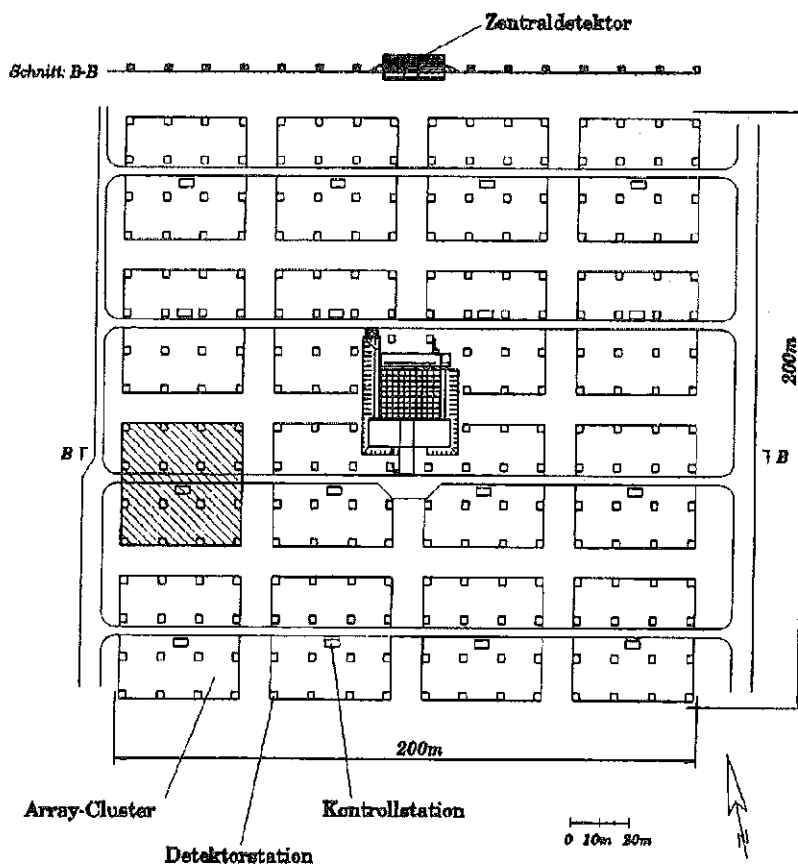 Zentraldetektor
Schnitt: B-B
200m
B
B
200m
Array-Cluster
Kontrollstation
Detektorstation
0 10m 20m
N